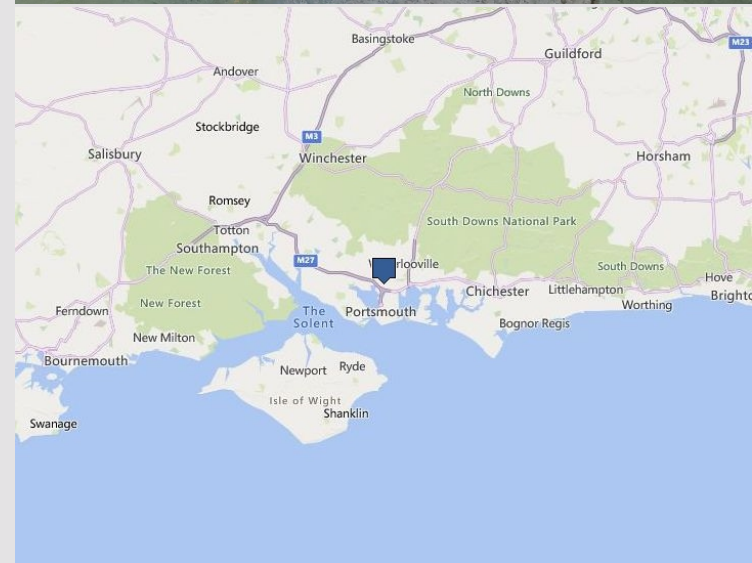 Basingstoke
M23
Guildford
Andover
North Downs
Stockbridge
M3
Salisbury
Winchester
Horsham
Romsey
South Downs National Park
Totton
Southampton
M27
The New Forest
South Downs
Hove
Chichester
Littlehampton
New Forest
The
Solent
Portsmouth
Worthing
Ferndown
Bognor Regis
New Milton
Bournemouth
Newport
Ryde
Isle of Wight
Shanklin
Swanage